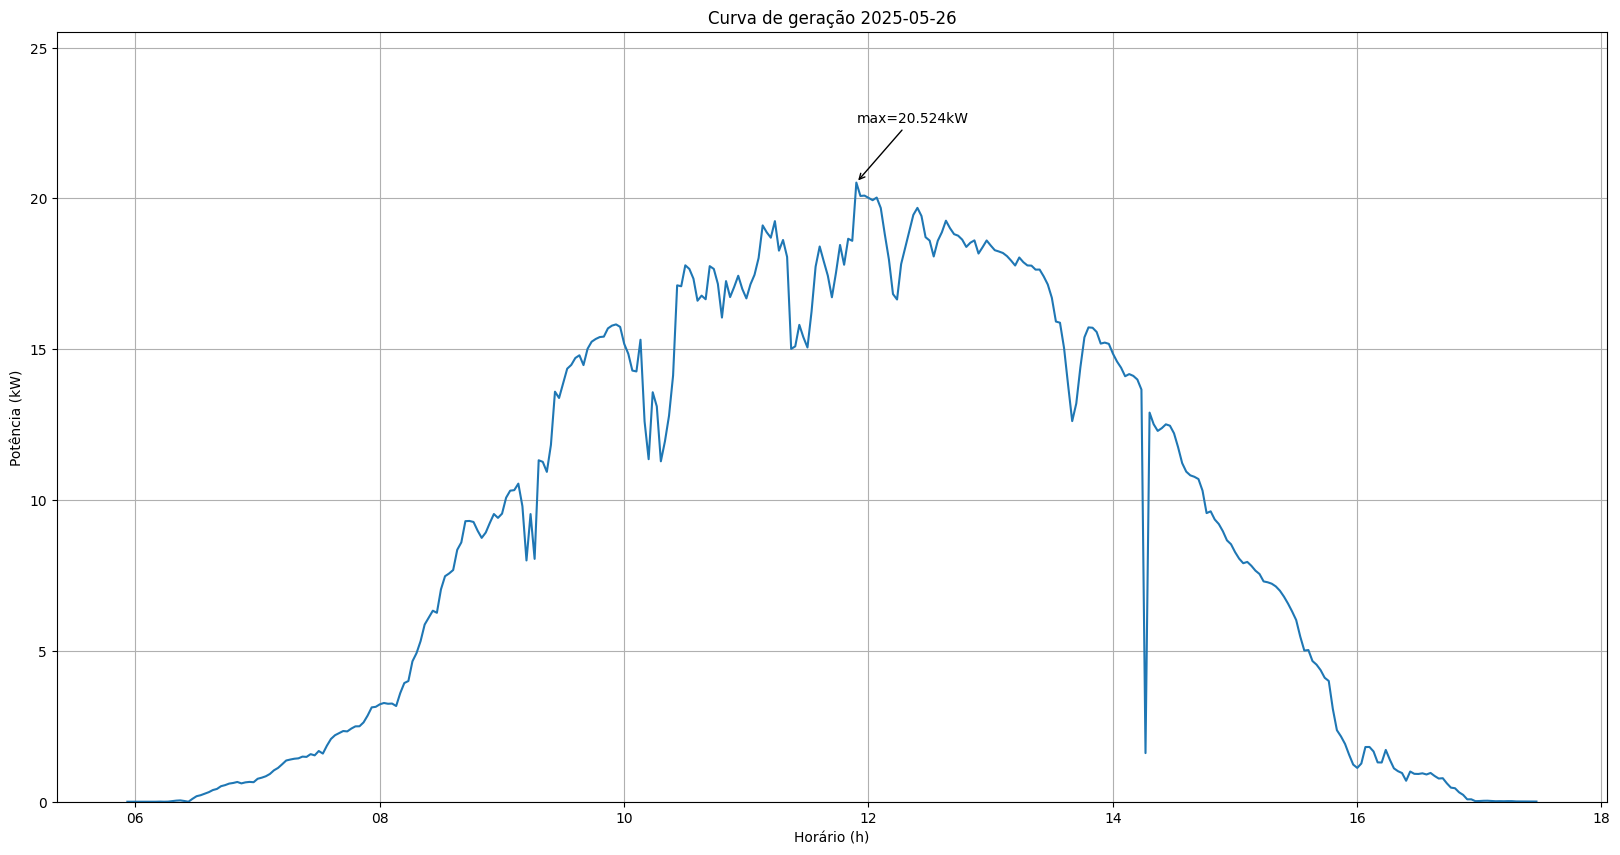 Curva de geração 2025-05-26
25
max=20.524kW
20
15
Potência (kW)
10
5
0
06 08 10 12 14 16 18
Horário (h)